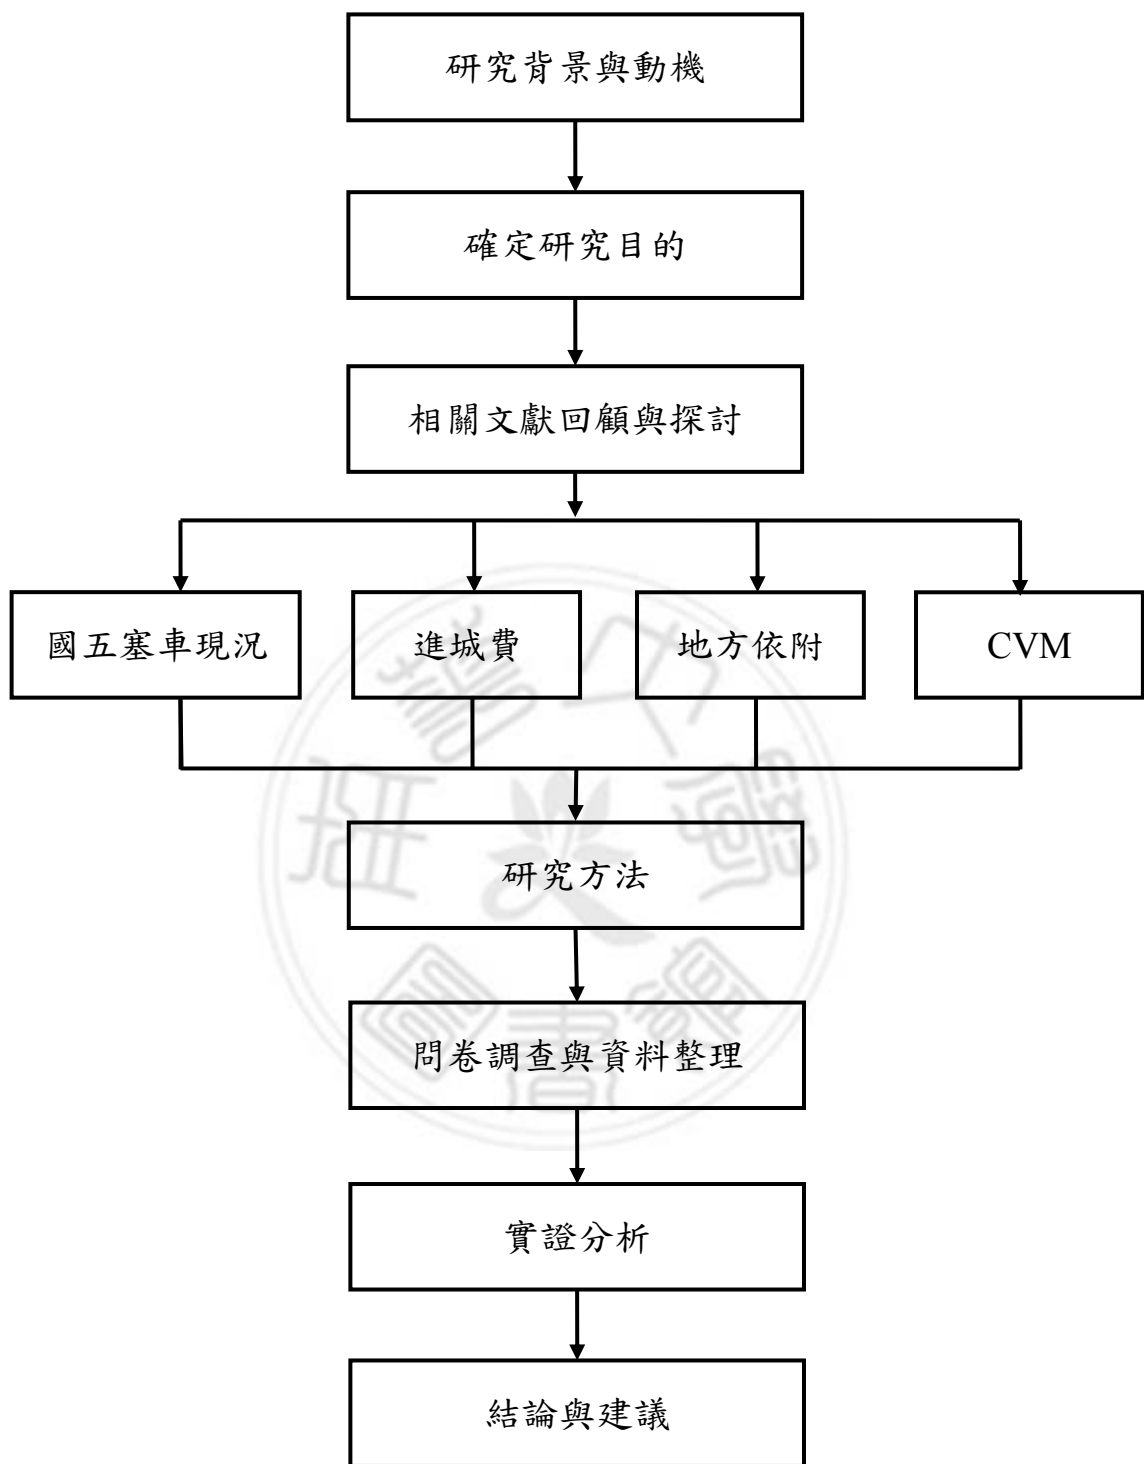 研究背景與動機
確定研究目的
相關文獻回顧與探討
國五塞車現況
進城費
地方依附
CVM
研究方法
問卷調查與資料整理
實證分析
結論與建議